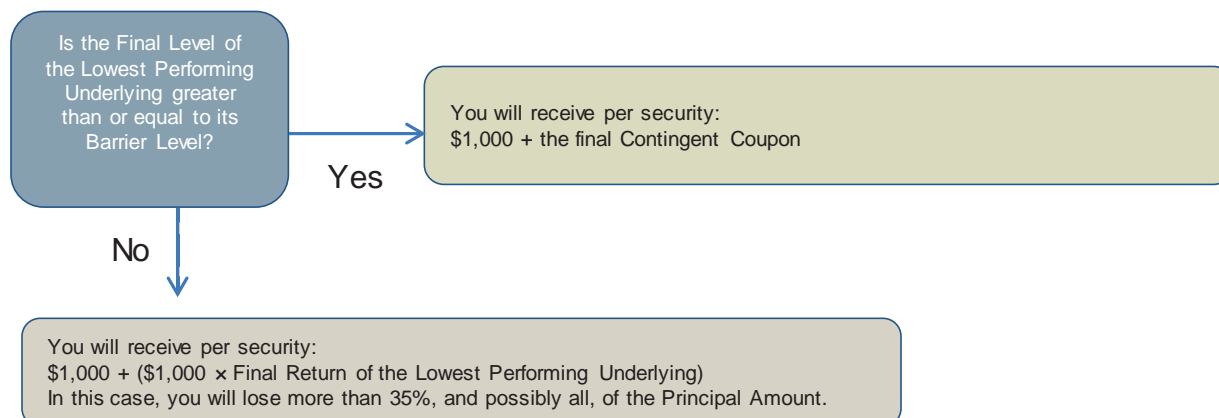 Is the Final Level of
the Lowest Performing
Underlying greater
than or equal to its
Barrier Level?
You will receive per security:
$1,000 + the final Contingent Coupon
Yes
No
You will receive per security:
$1,000 + ($1,000 × Final Return of the Lowest Performing Underlying)
In this case, you will lose more than 35%, and possibly all, of the Principal Amount.